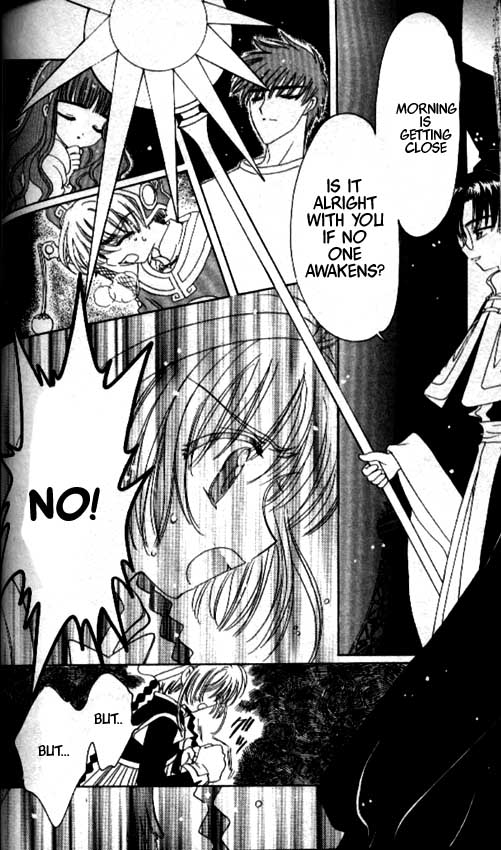 MORNING
IS
GETTING
CLOSE
IS IT
ALRIGHT
WITH YOU
IF NO
ONE
AWAKENS?
NO!
BUT..
BUT...